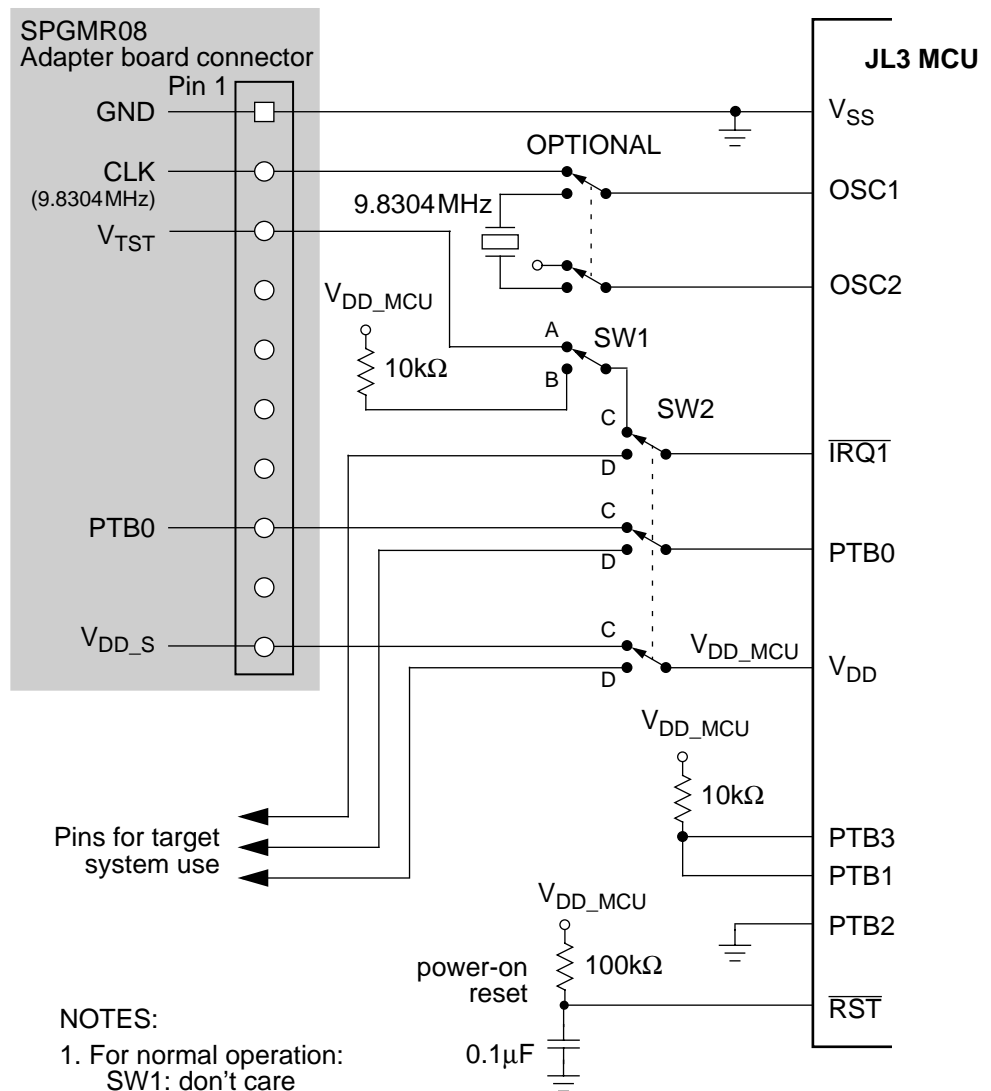 SPGMR08
Adapter board connector
Pin 1
JL3 MCU
GND
VSS
OPTIONAL
CLK
(9.8304MHz)
OSC1
9.8304MHz
VTST
OSC2
VDD_MCU
A
SW1
10kΩ
B
SW2
C
IRQ1
D
PTB0
C
D
PTB0
VDD_S
C
VDD_MCU
D
VDD
VDD_MCU
10kΩ
Pins for target
system use
PTB3
PTB1
VDD_MCU
PTB2
power-on
reset
100kΩ
RST
NOTES:
1. For normal operation:
SW1: don't care
0.1µF